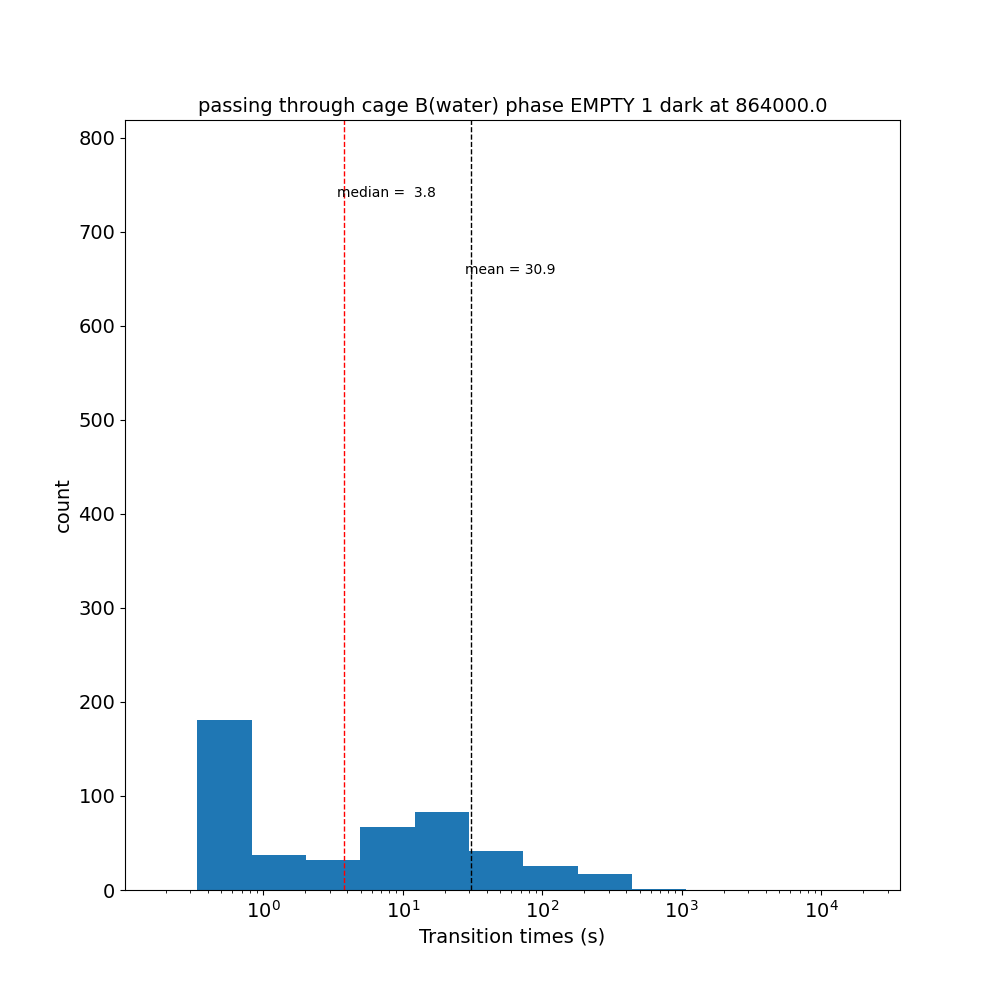 passing through cage B(water) phase EMPTY 1 dark at 864000.0
800
median =  3.8
700
mean = 30.9
600
500
count
400
300
200
100
0
10^0 10^1 10^2 10^3 10^4
Transition times (s)